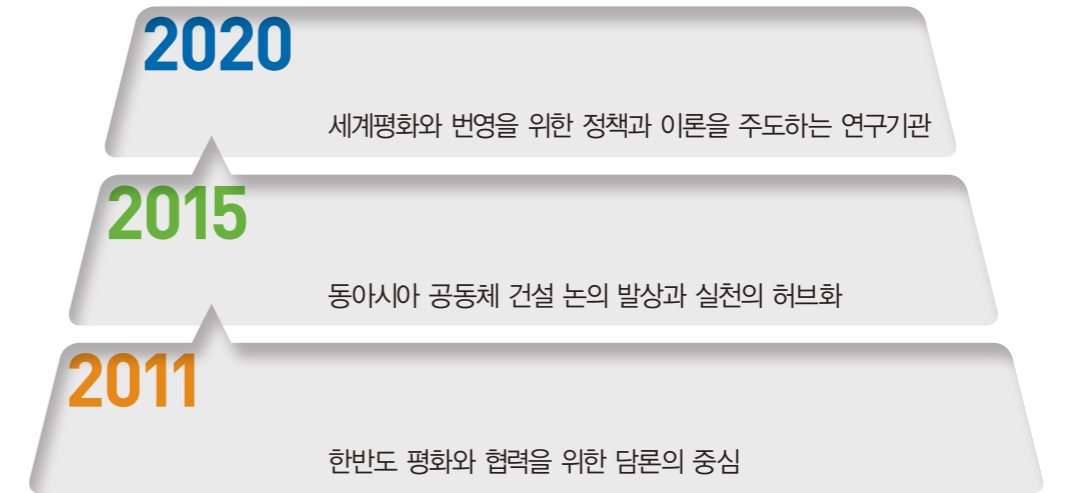 2020
세계평화와 번영을 위한 정책과 이론을 주도하는 연구기관
2015
동아시아 공동체 건설 논의 발상과 실천의 허브화
2011
한반도 평화와 협력을 위한 담론의 중심